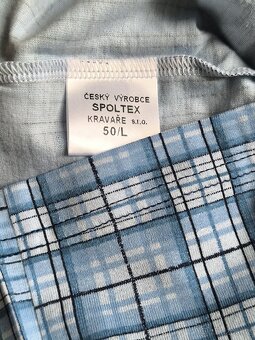 ČESKÝ VÝROBCE
SPOLTEX
KRAVAŘE s.r.o.
50/L